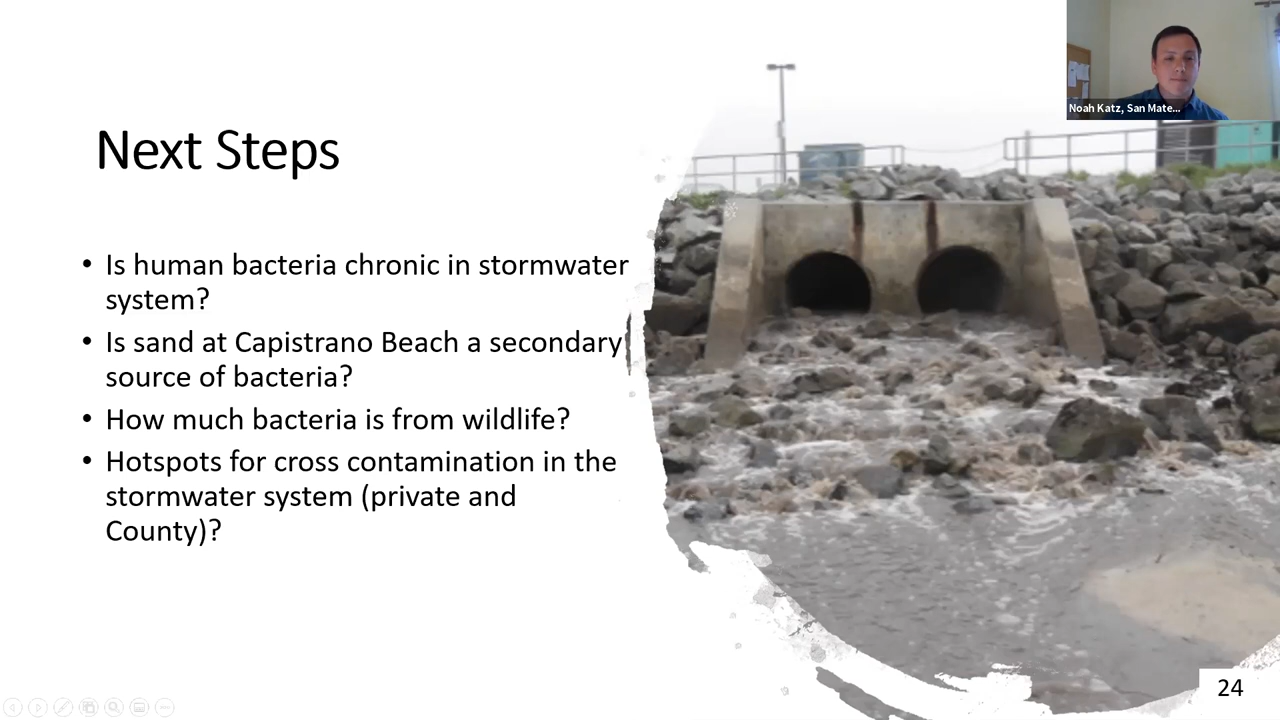 Noah Katz, San Mate...
Next Steps
• Is human bacteria chronic in stormwater
system?
• Is sand at Capistrano Beach a secondary
source of bacteria?
• How much bacteria is from wildlife?
• Hotspots for cross contamination in the
stormwater system (private and
County)?
24